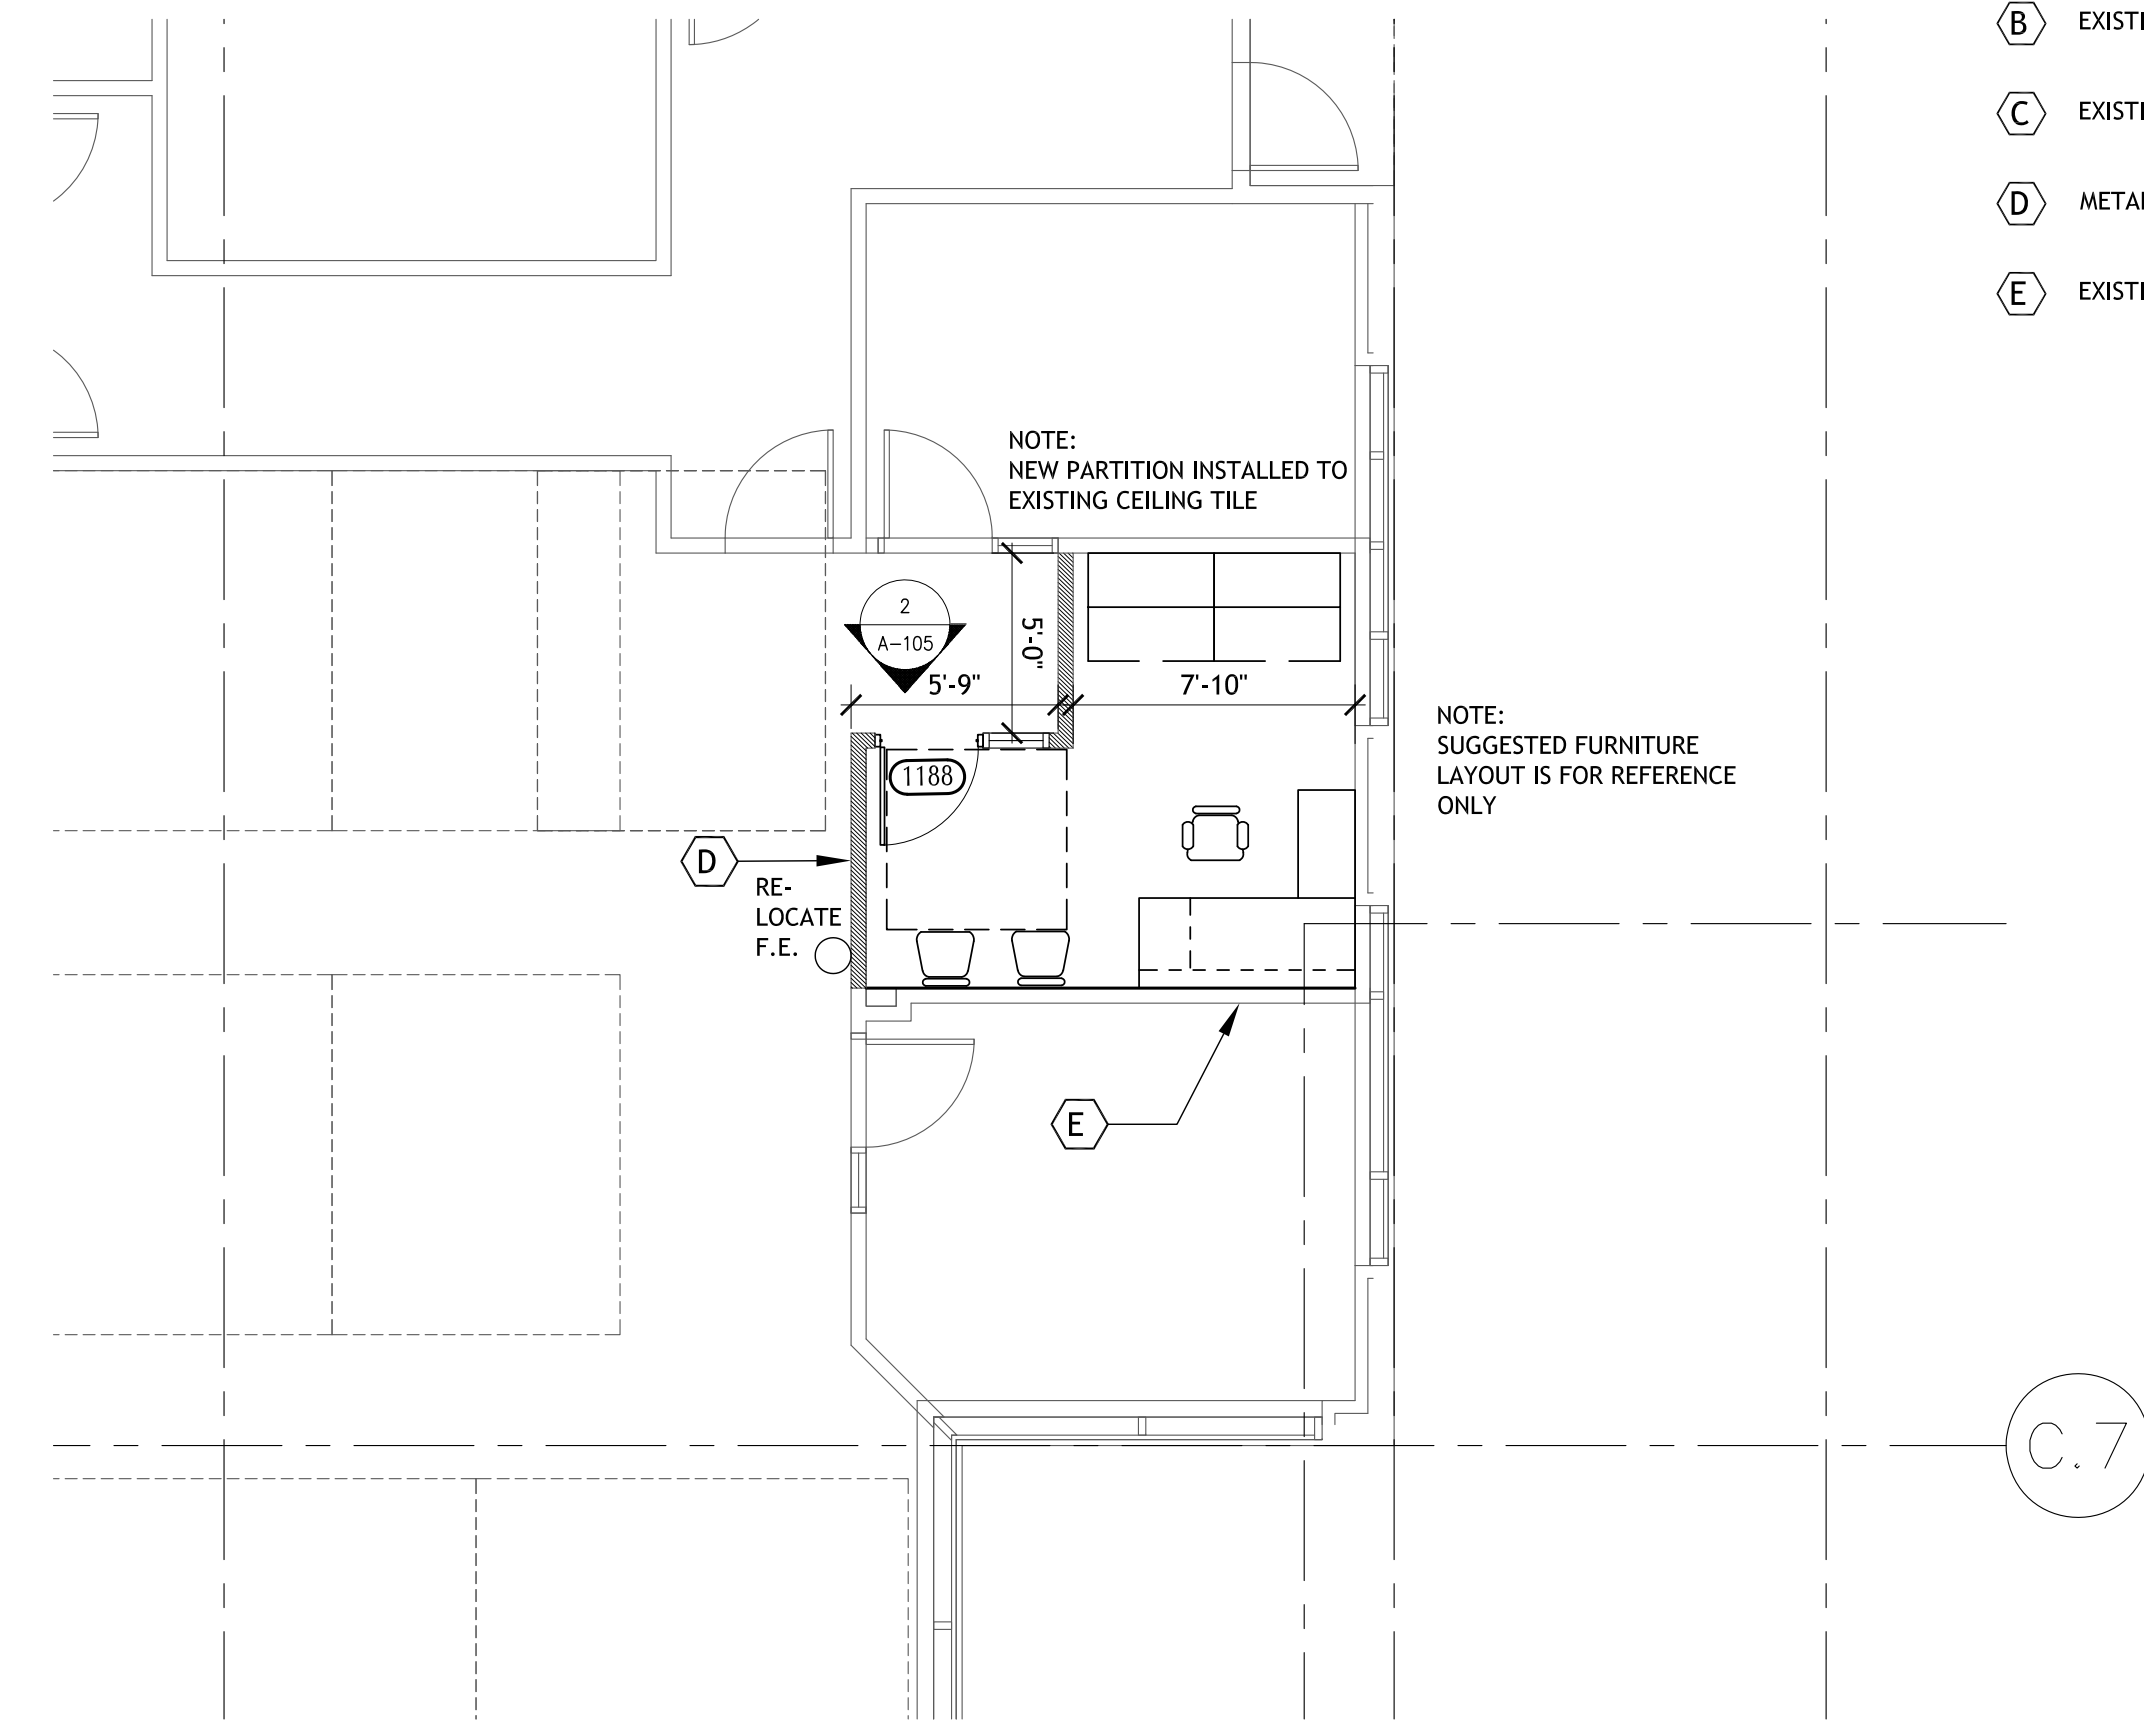 B EXISTI
C EXISTI
D METAL
E EXISTI
NOTE:
NEW PARTITION INSTALLED TO
EXISTING CEILING TILE
2
A-105
5'-0"
5'-9"
7'-10"
NOTE:
SUGGESTED FURNITURE
LAYOUT IS FOR REFERENCE
ONLY
1188
D
RE-
LOCATE
F.E.
E
C.7